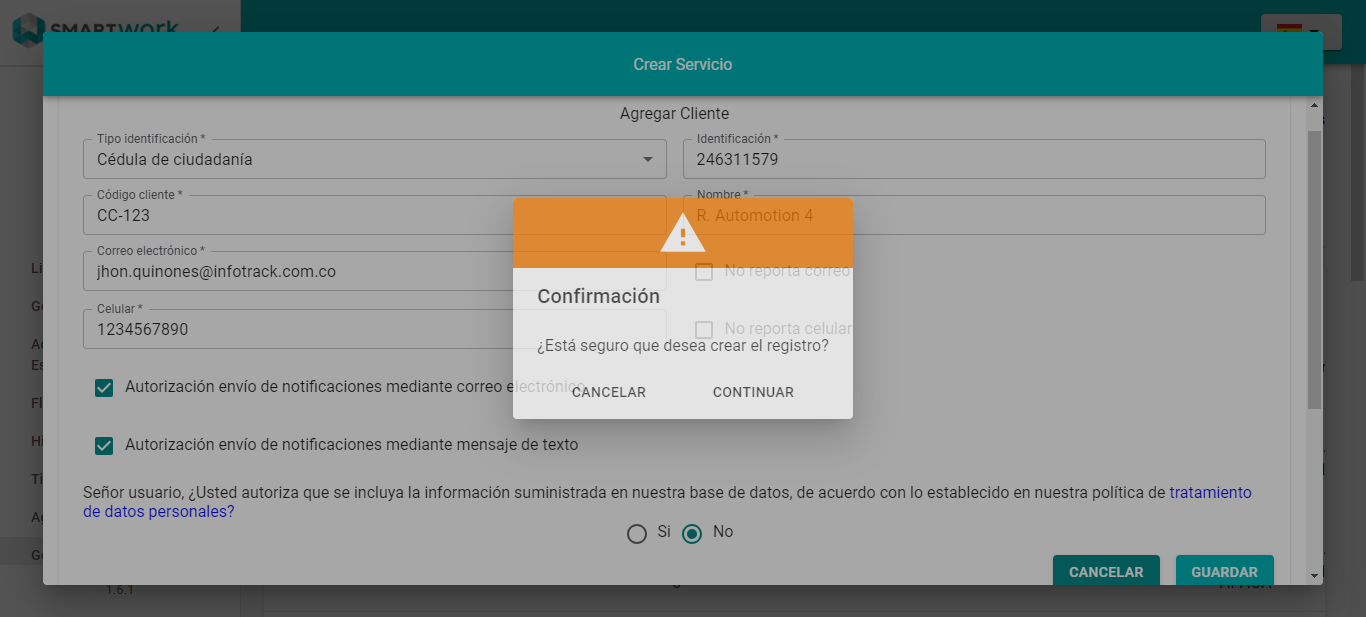 SMARTwork
Crear Servicio
Agregar Cliente
Tipo identificación *
Cédula de ciudadanía
Identificación *
246311579
Código cliente *
CC-123
Nombre *
R. Automotion 4
Correo electrónico *
jhon.quinones@infotrack.com.co
No reporta correo
Celular *
1234567890
No reporta celular
Confirmación
¿Está seguro que desea crear el registro?
CANCELAR
CONTINUAR
Autorización envío de notificaciones mediante correo electrónico
Autorización envío de notificaciones mediante mensaje de texto
Señor usuario, ¿Usted autoriza que se incluya la información suministrada en nuestra base de datos, de acuerdo con lo establecido en nuestra política de tratamiento
de datos personales?
Si
No
CANCELAR
GUARDAR
1.6.1